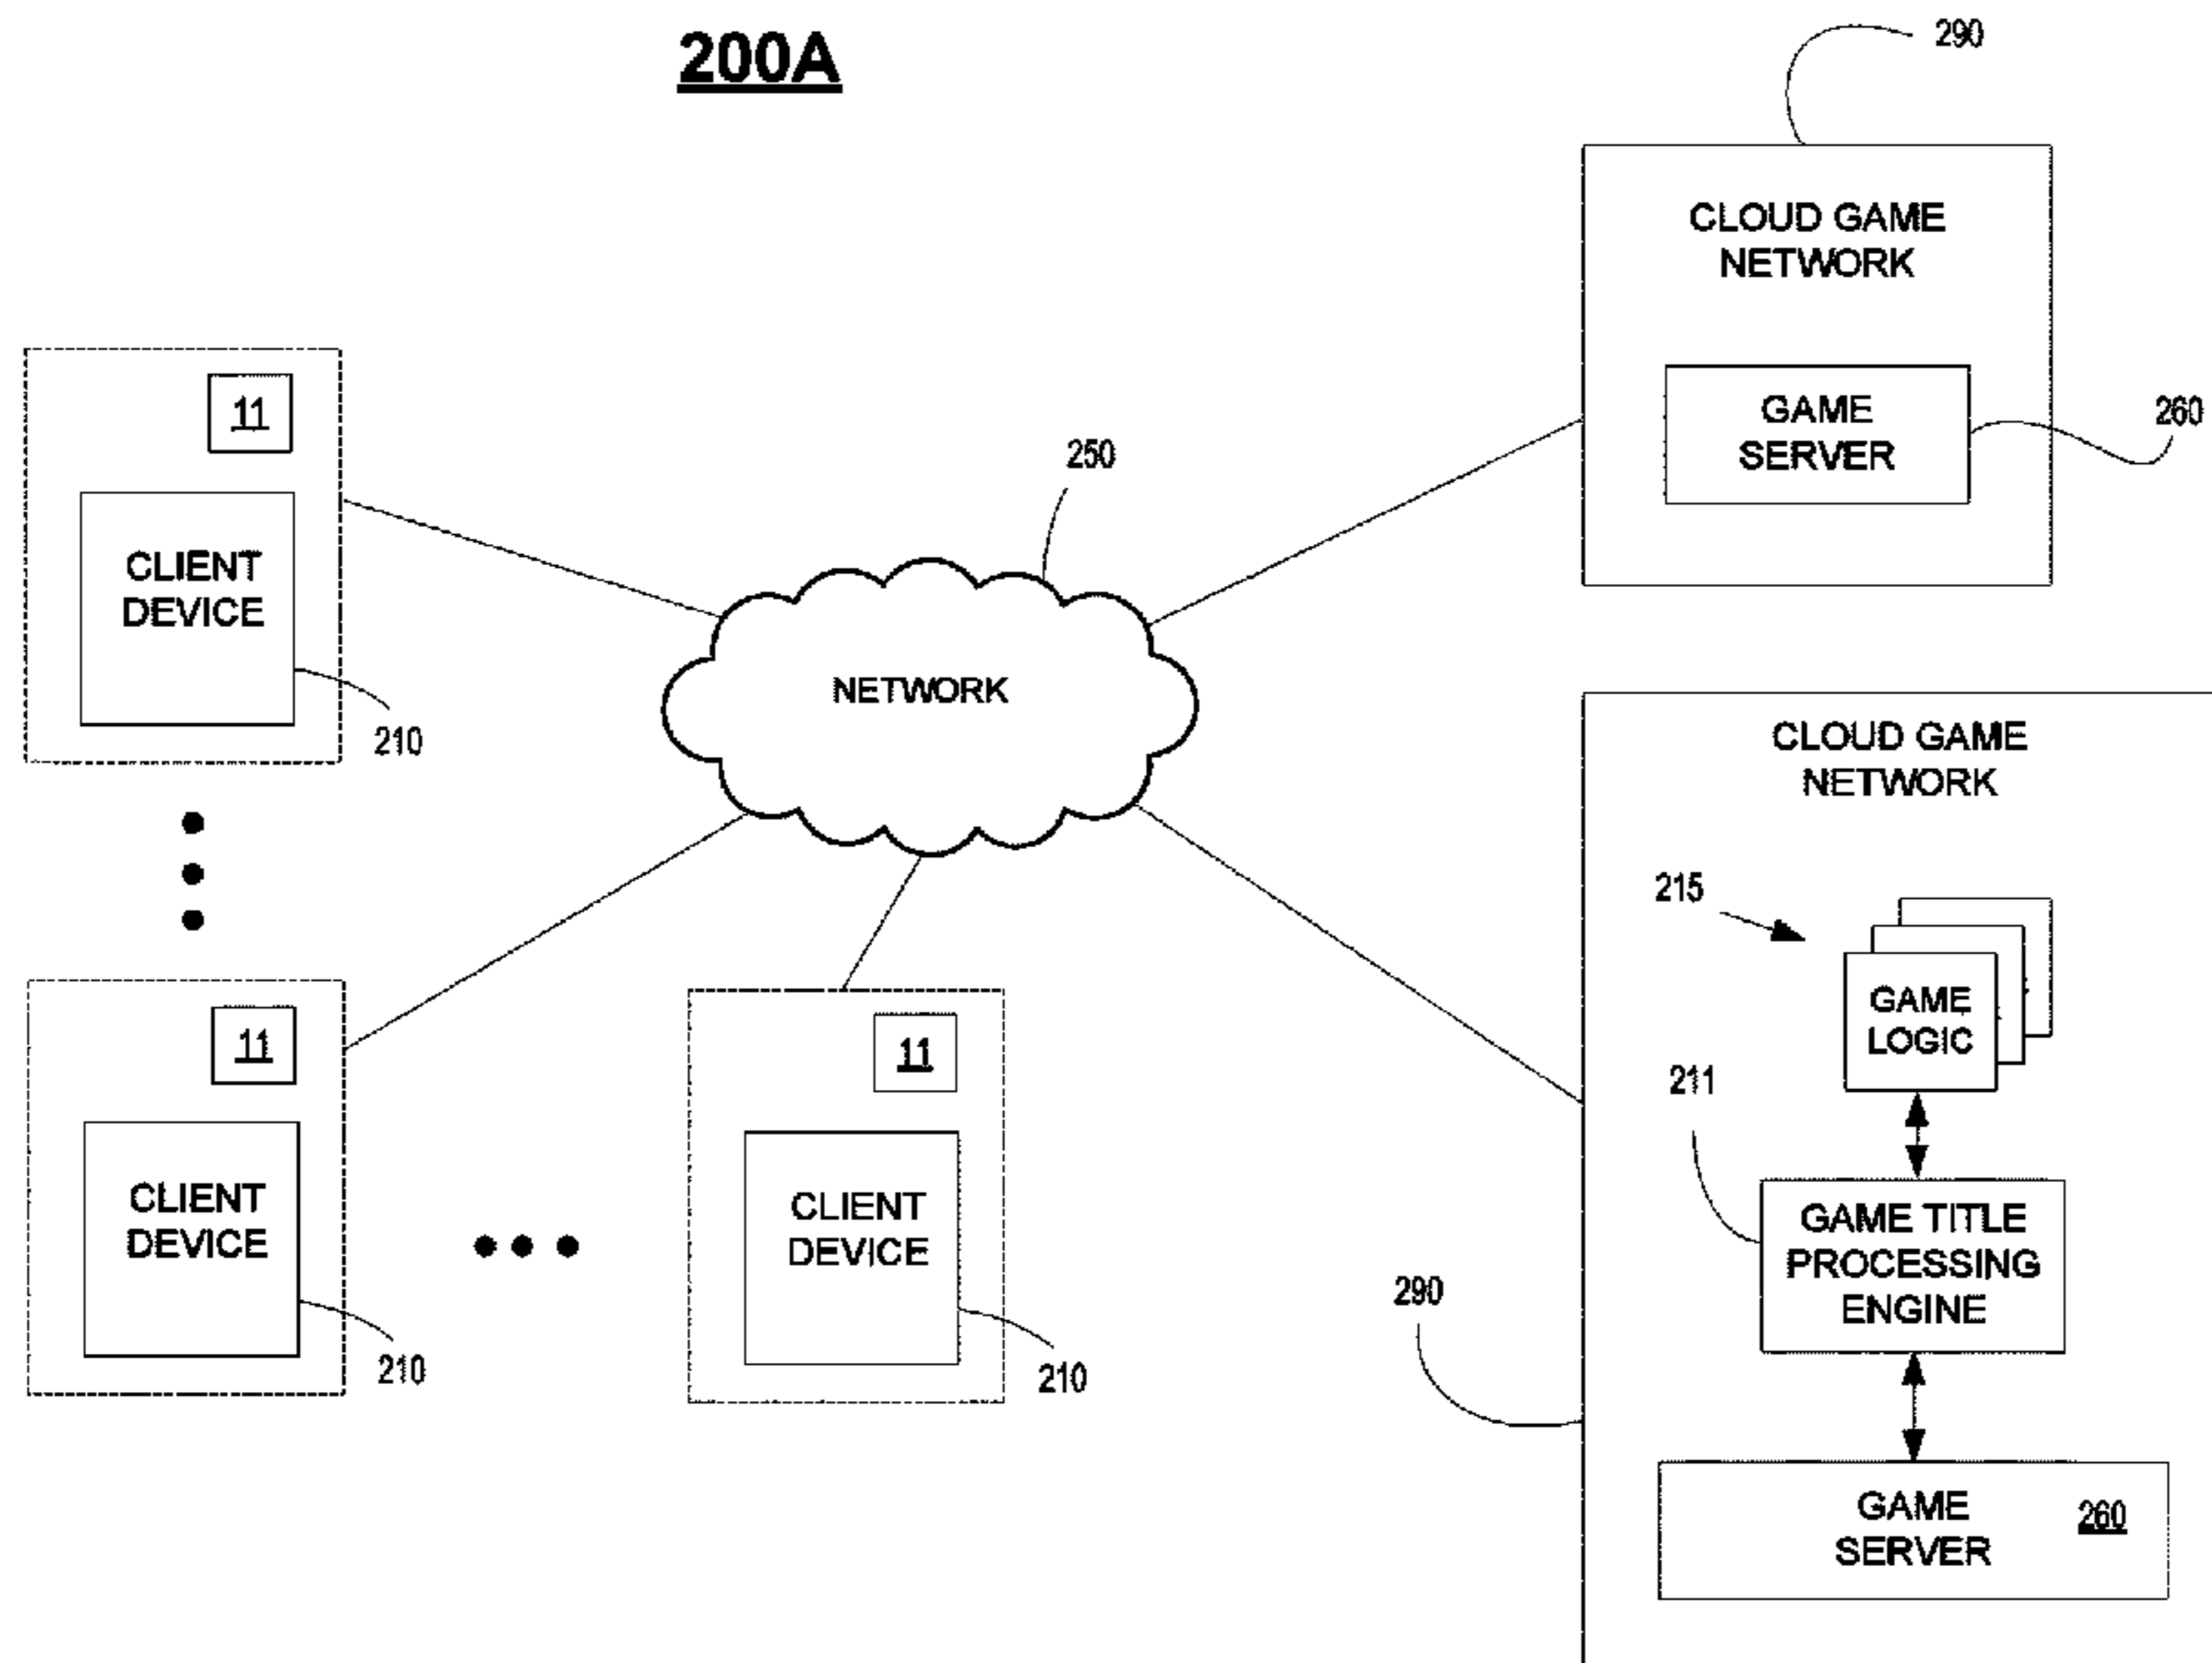 200A
290
CLOUD GAME
NETWORK
GAME
SERVER
260
11
CLIENT
DEVICE
210
250
NETWORK
CLOUD GAME
NETWORK
215
GAME
LOGIC
211
GAME TITLE
PROCESSING
ENGINE
290
GAME
SERVER
260
11
CLIENT
DEVICE
210
11
CLIENT
DEVICE
210